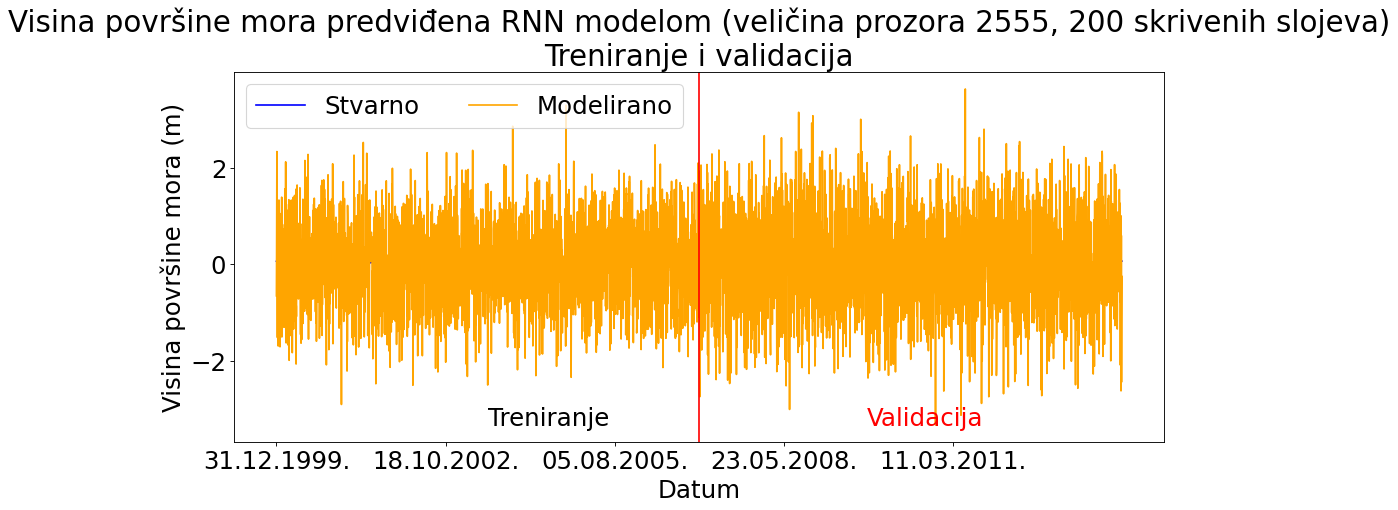 Visina površine mora predviđena RNN modelom (veličina prozora 2555, 200 skrivenih slojeva)
Treniranje i validacija
Stvarno
Modelirano
Visina površine mora (m)
2
0
−2
Treniranje
Validacija
31.12.1999.
18.10.2002.
05.08.2005.
23.05.2008.
11.03.2011.
Datum